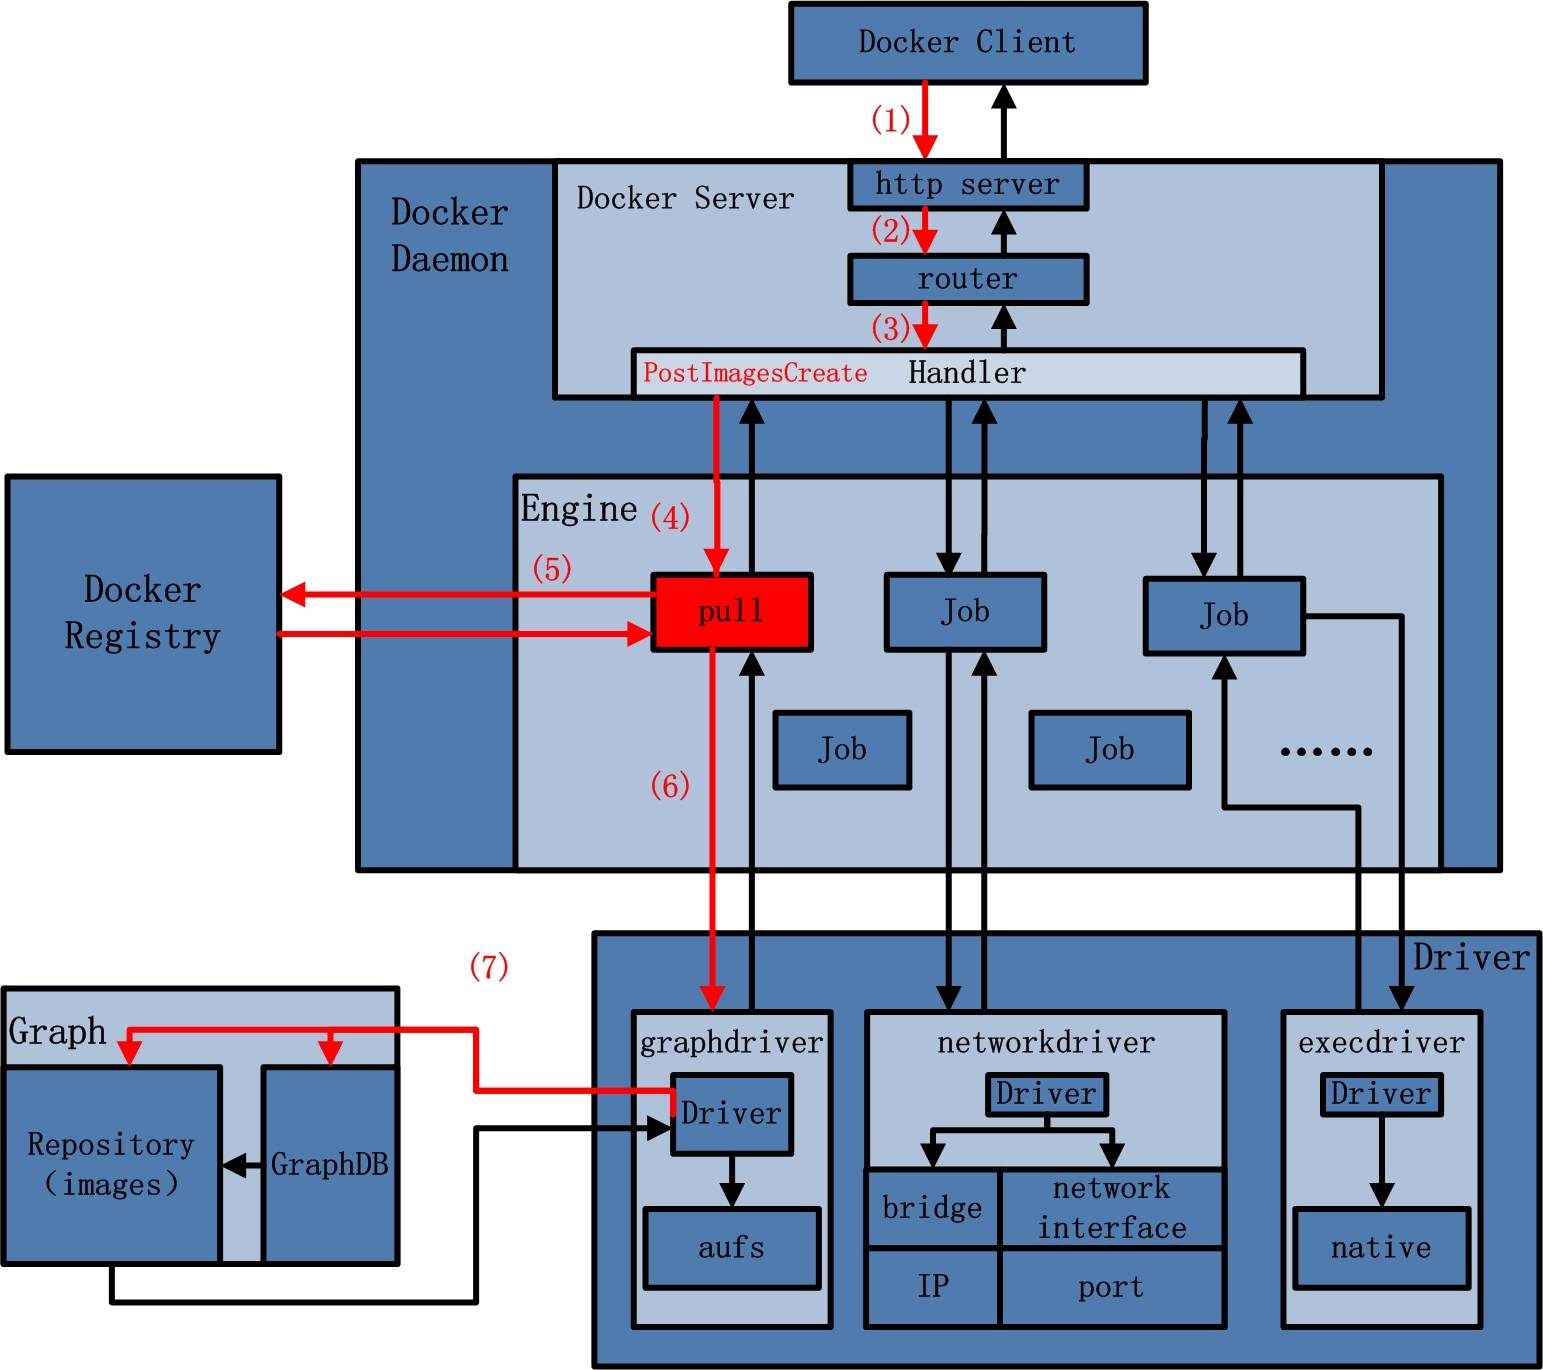 Docker Client
(1)
http server
Docker Server
Docker
Daemon
(2)
router
(3)
PostImagesCreate
Handler
Engine
(4)
(5)
Docker
Registry
pull
Job
Job
Job
Job
......
(6)
(7)
Driver
Graph
graphdriver
networkdriver
execdriver
Driver
Driver
Driver
Repository
(images)
GraphDB
bridge
network
interface
aufs
native
IP
port